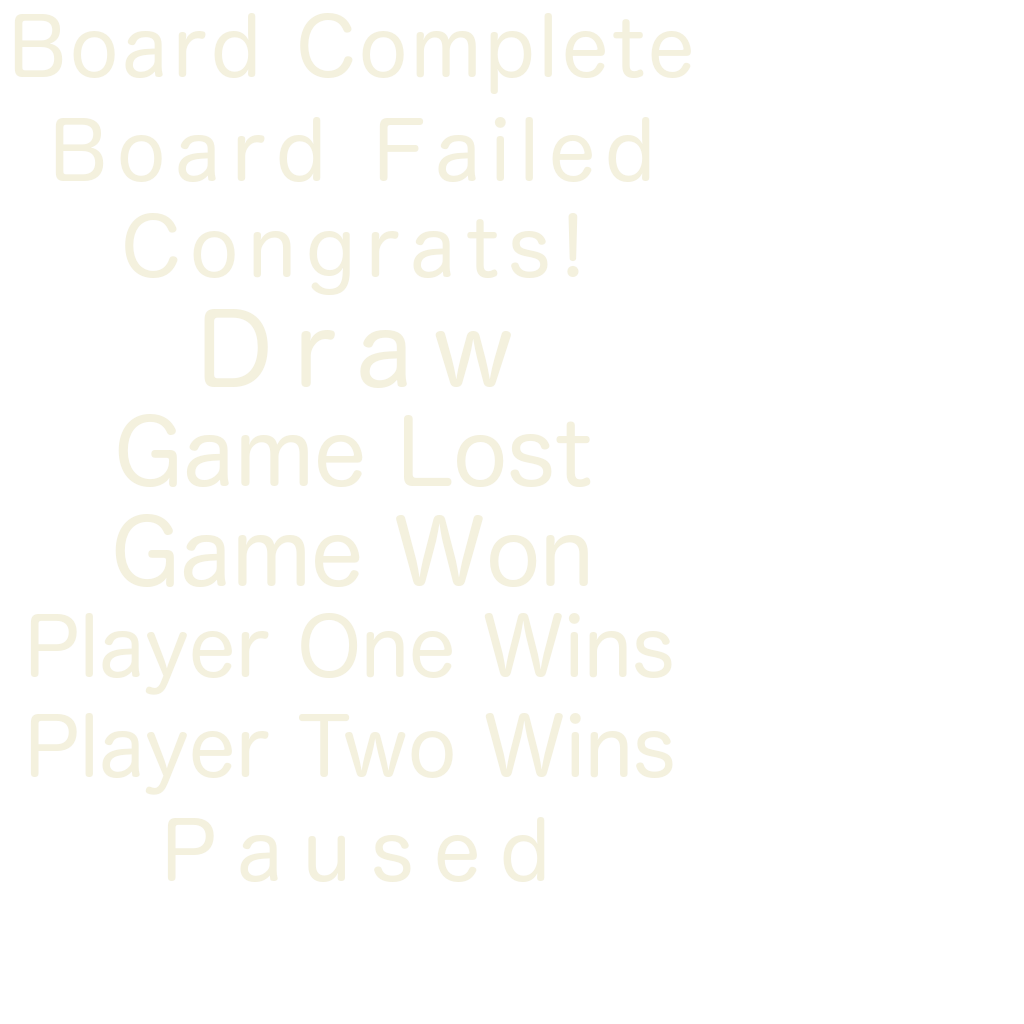 Board Complete
Board Failed
Congrats!
Draw
Game Lost
Game Won
Player One Wins
Player Two Wins
Paused